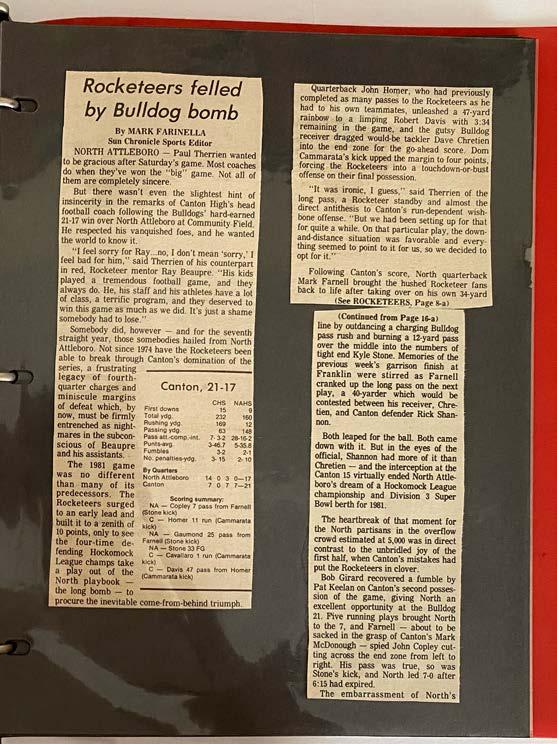 Rocketeers felled
by Bulldog bomb
By MARK FARINELLA
Sun Chronicle Sports Editor
NORTH ATTLEBORO — Paul Therrien wanted
to be gracious after Saturday's game. Most coaches
do when they've won the "big" game. Not all of
them are completely sincere.
But there wasn't even the slightest hint of
insincerity in the remarks of Canton High's head
football coach following the Bulldogs' hard-earned
21-17 win over North Attleboro at Community Field.
He respected his vanquished foes, and he wanted
the world to know it.
"I feel sorry for Ray...no, I don't mean 'sorry,' I
feel bad for him," said Therrien of his counterpart
in red, Rocketeer mentor Ray Beaupre. "His kids
played a tremendous football game, and they
always do. He, his staff and his athletes have a lot
of class, a terrific program, and they deserved to
win this game as much as we did. It's just a shame
somebody had to lose."
Somebody did, however — and for the seventh
straight year, those somebodies hailed from North
Attleboro. Not since 1974 have the Rocketeers been
able to break through Canton's domination of the
series, a frustrating
legacy of fourth-
quarter charges and
miniscule margins
of defeat which, by
now, must be firmly
entrenched as night-
mares in the subcon-
scious of Beaupre
and his assistants.
The 1981 game
was no different
than many of its
predecessors. The
Rocketeers surged
to an early lead and
built it to a zenith of
10 points, only to see
the four-time de-
fending Hockomock
League champs take
a play out of the
North playbook —
the long bomb — to
procure the inevitable come-from-behind triumph.
Canton, 21-17
CHS NAHS
First downs 15 9
Total ydg. 232 160
Rushing ydg. 169 12
Passing ydg. 63 148
Pass att.-comp.-int. 7-3-2 28-16-2
Punts-avg. 3-46.7 5-35.8
Fumbles 3-2 2-1
No. penalties-ydg. 3-15 2-10
By Quarters
North Attleboro 14 0 3 0—17
Canton 7 0 7 7—21
Scoring summary:
NA — Copley 7 pass from Farnell
(Stone kick)
C — Homer 11 run (Cammarata
kick)
NA — Gaumond 25 pass from
Farnell (Stone kick)
NA — Stone 33 FG
C — Cavallaro 1 run (Cammarata
kick)
C — Davis 47 pass from Homer
(Cammarata kick)
Quarterback John Homer, who had previously
completed as many passes to the Rocketeers as he
had to his own teammates, unleashed a 47-yard
rainbow to a limping Robert Davis with 3:34
remaining in the game, and the gutsy Bulldog
receiver dragged would-be tackler Dave Chretien
into the end zone for the go-ahead score. Dom
Cammarata's kick upped the margin to four points,
forcing the Rocketeers into a touchdown-or-bust
offense on their final possession.
"It was ironic, I guess," said Therrien of the
long pass, a Rocketeer standby and almost the
direct antithesis to Canton's run-dependent wish-
bone offense. "But we had been setting up for that
for quite a while. On that particular play, the down-
and-distance situation was favorable and every-
thing seemed to point to it for us, so we decided to
opt for it."
Following Canton's score, North quarterback
Mark Farnell brought the hushed Rocketeer fans
back to life after taking over on his own 34-yard
(See ROCKETEERS, Page 8-a)
(Continued from Page 16-a)
line by outdancing a charging Bulldog
pass rush and burning a 12-yard pass
over the middle into the numbers of
tight end Kyle Stone. Memories of the
previous week's garrison finish at
Franklin were stirred as Farnell
cranked up the long pass on the next
play, a 40-yarder which would be
contested between his receiver, Chre-
tien, and Canton defender Rick Shan-
non.
Both leaped for the ball. Both came
down with it. But in the eyes of the
official, Shannon had more of it than
Chretien — and the interception at the
Canton 15 virtually ended North Attle-
boro's dream of a Hockomock League
championship and Division 3 Super
Bowl berth for 1981.
The heartbreak of that moment for
the North partisans in the overflow
crowd estimated at 5,000 was in direct
contrast to the unbridled joy of the
first half, when Canton's mistakes had
put the Rocketeers in clover.
Bob Girard recovered a fumble by
Pat Keelan on Canton's second posses-
sion of the game, giving North an
excellent opportunity at the Bulldog
21. Five running plays brought North
to the 7, and Farnell — about to be
sacked in the grasp of Canton's Mark
McDonough — spied John Copley cut-
ting across the end zone from left to
right. His pass was true, so was
Stone's kick, and North led 7-0 after
6:15 had expired.
The embarrassment of North's